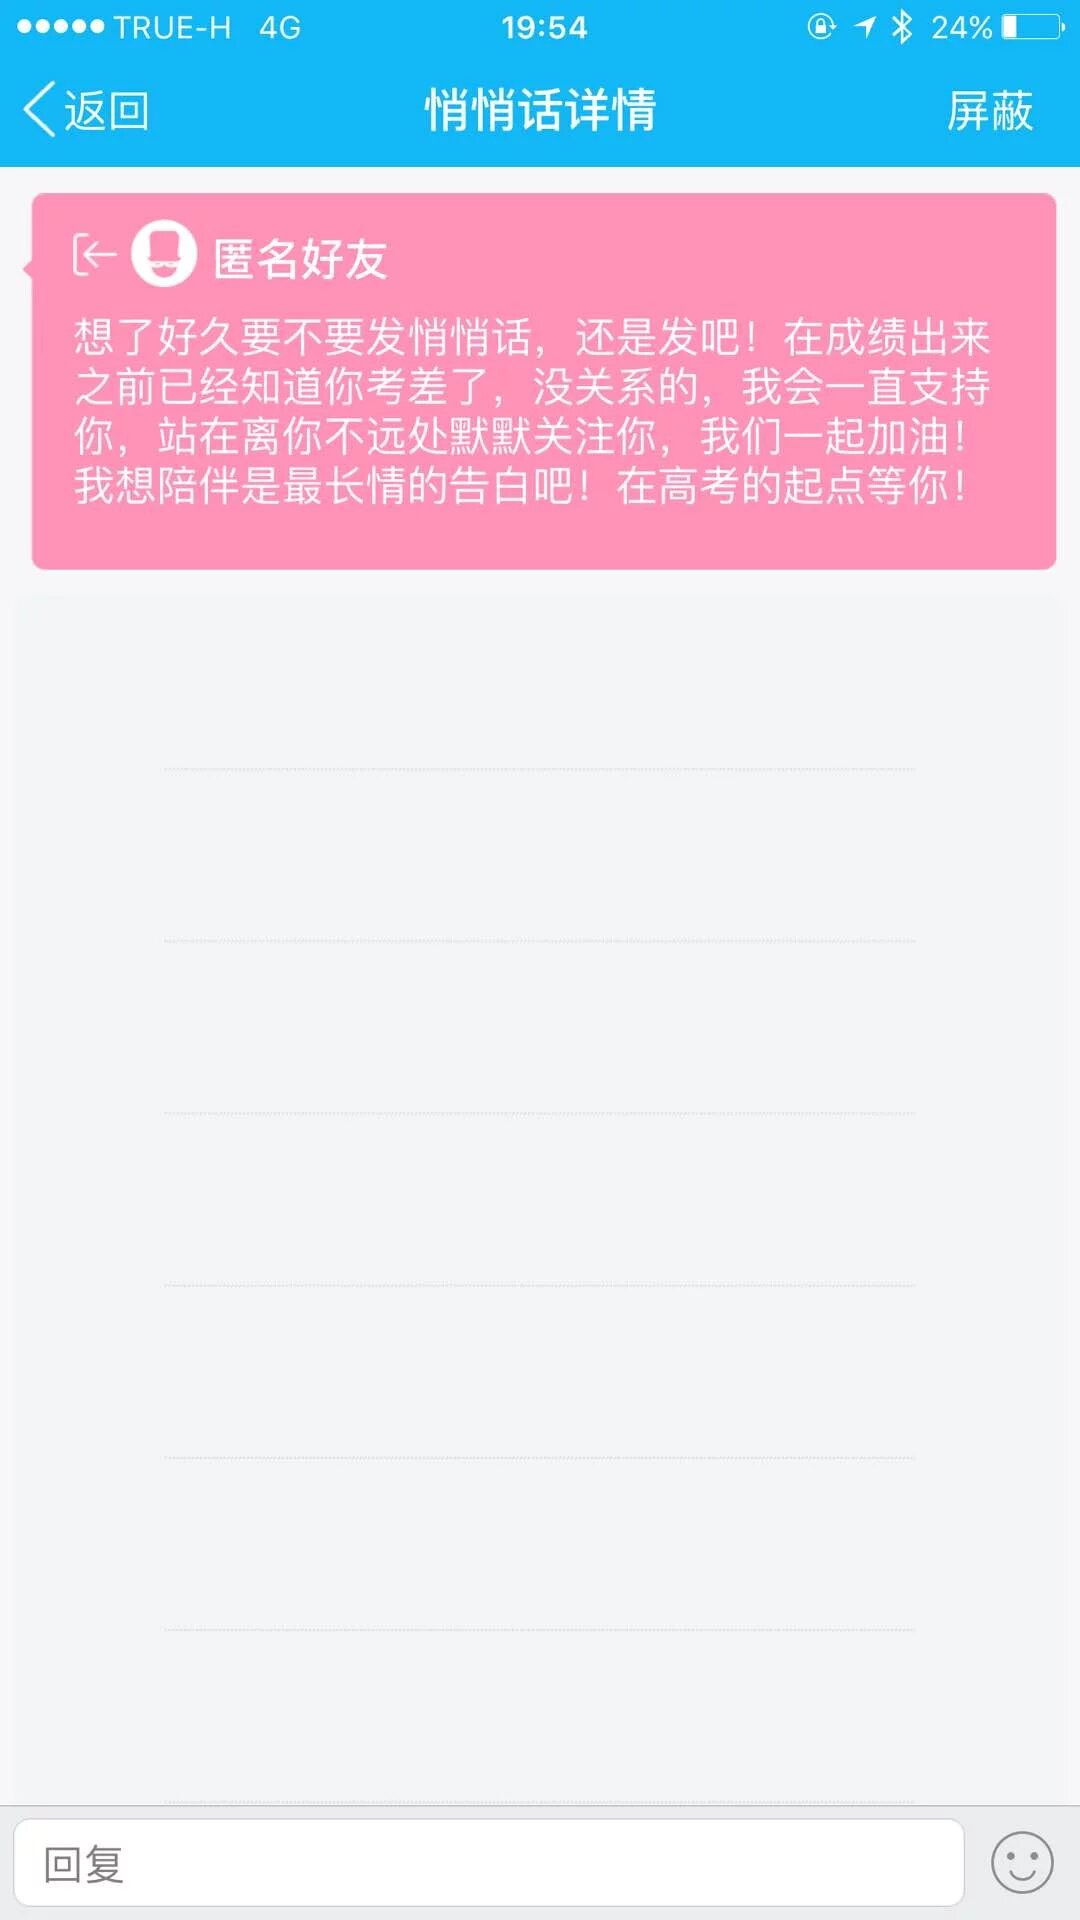 TRUE-H 4G 19:54 24%
返回 悄悄话详情 屏蔽
匿名好友
想了好久要不要发悄悄话，还是发吧！在成绩出来
之前已经知道你考差了，没关系的，我会一直支持
你，站在离你不远处默默关注你，我们一起加油！
我想陪伴是最长情的告白吧！在高考的起点等你！
回复